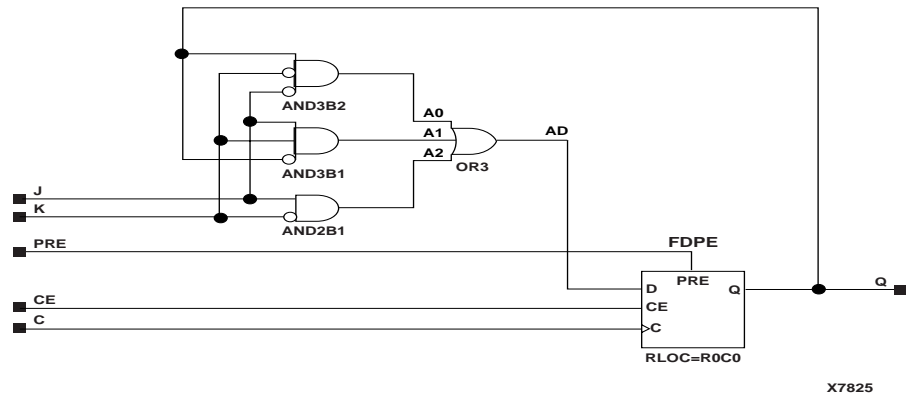 AND3B2
A0
A1
AD
A2
AND3B1
OR3
J
K
AND2B1
PRE
FDPE
PRE
D
Q
Q
CE
CE
C
C
RLOC=R0C0
X7825